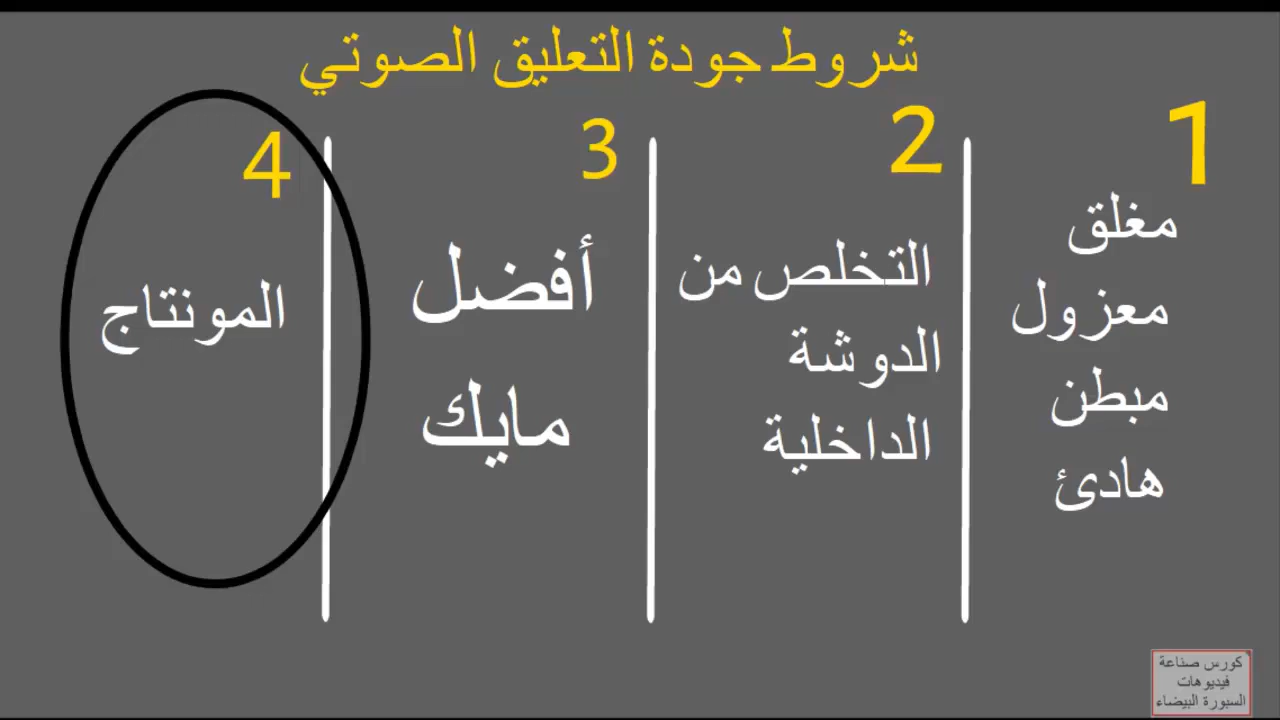 شروط جودة التعليق الصوتي
1
مغلق
معزول
مبطن
هادئ
2
التخلص من
الدوشة
الداخلية
3
أفضل
مايك
4
المونتاج
كورس صناعة
فيديوهات
السبورة البيضاء